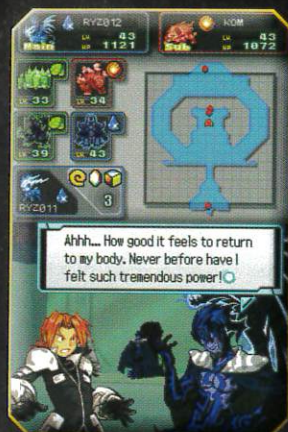 RYZ012
Main LV 43
HP 1121
KOM
Sub LV 43
HP 1072
LV 33
LV 34
LV 39
LV 43
RYZ011
3
Ahhh... How good it feels to return
to my body. Never before have I
felt such tremendous power!